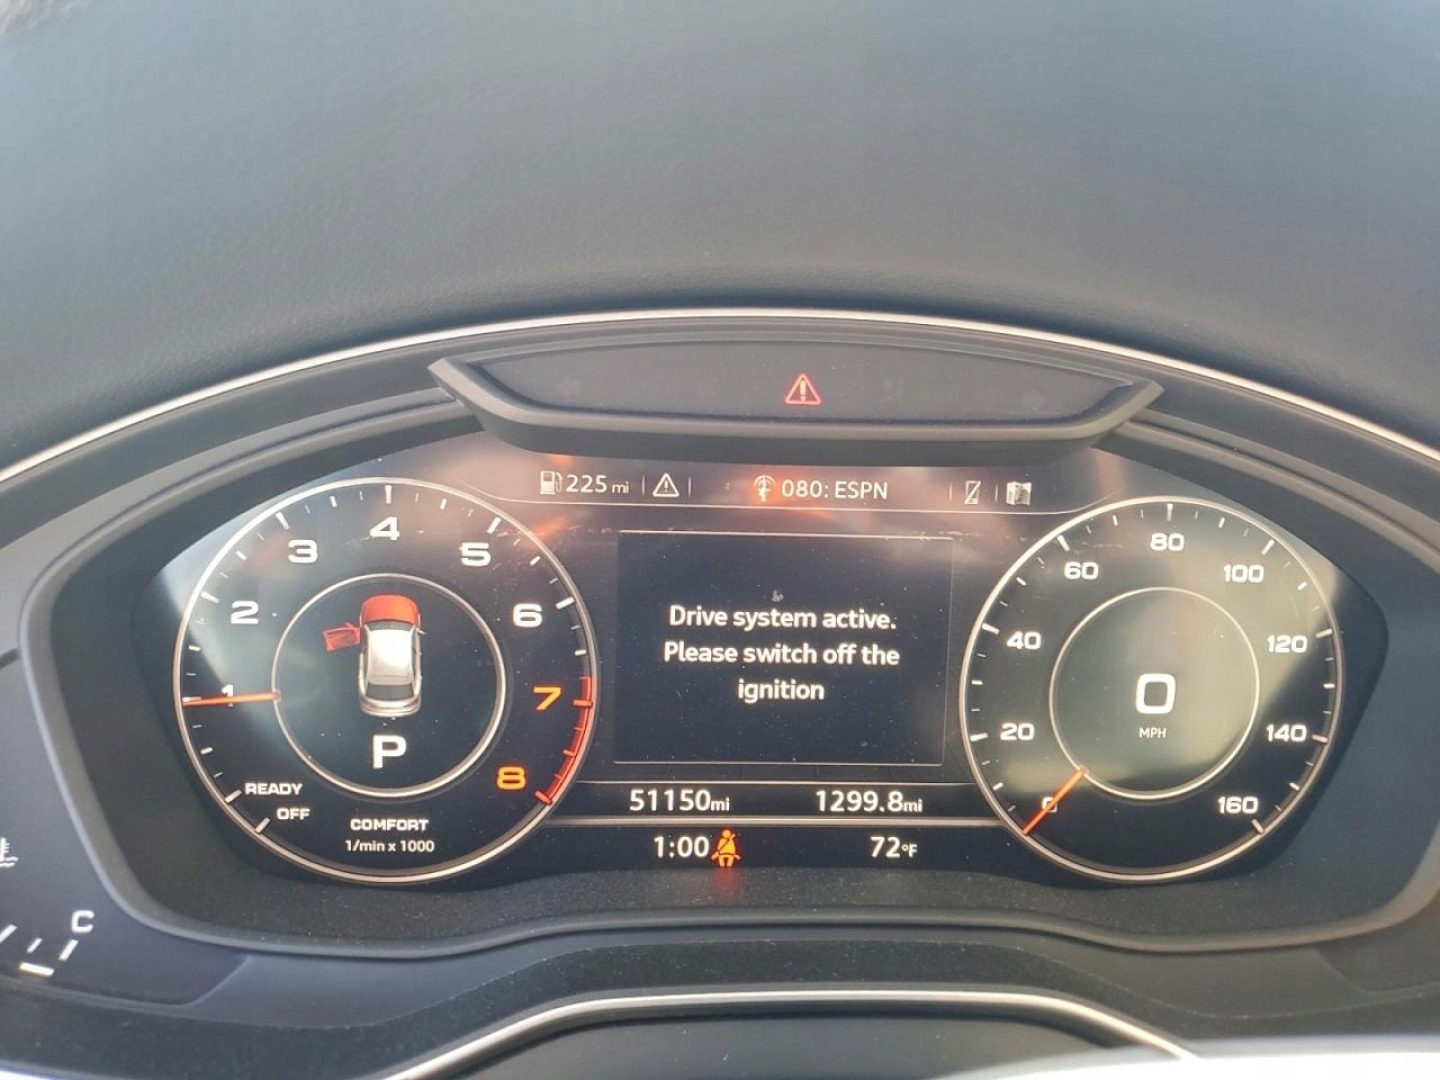 225 mi
080: ESPN
4
3
5
2
6
1
7
8
P
READY
OFF
COMFORT
1/min x 1000
Drive system active.
Please switch off the
ignition
51150mi
1299.8mi
1:00
72°F
80
60
100
40
120
20
140
0
160
0
MPH
C